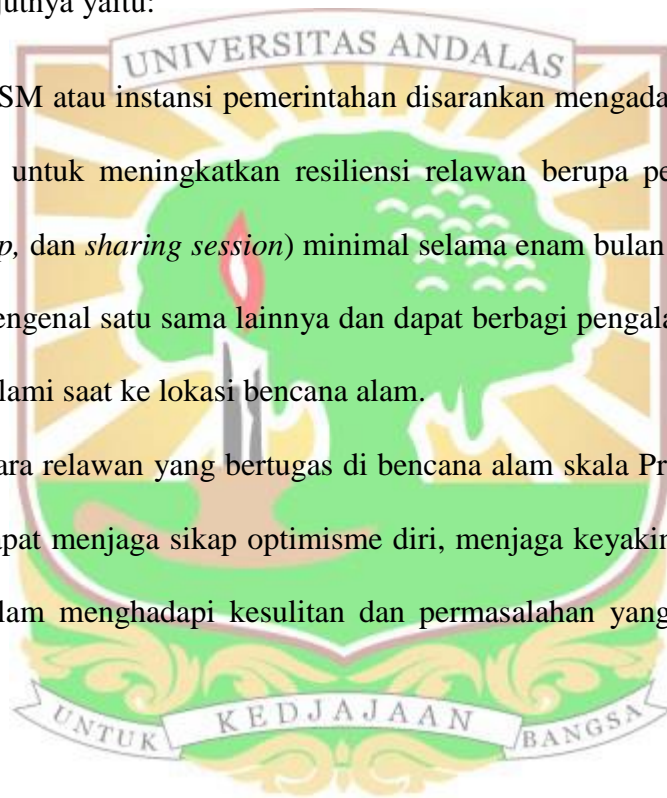 utnya yaitu:
UNIVERSITAS ANDALAS
SM atau instansi pemerintahan disarankan mengada
untuk meningkatkan resiliensi relawan berupa pe
p, dan sharing session) minimal selama enam bulan
engenal satu sama lainnya dan dapat berbagi pengala
lami saat ke lokasi bencana alam.
ara relawan yang bertugas di bencana alam skala Pr
apat menjaga sikap optimisme diri, menjaga keyakin
lam menghadapi kesulitan dan permasalahan yang
UNTUK KEDJAJAAN BANGSA